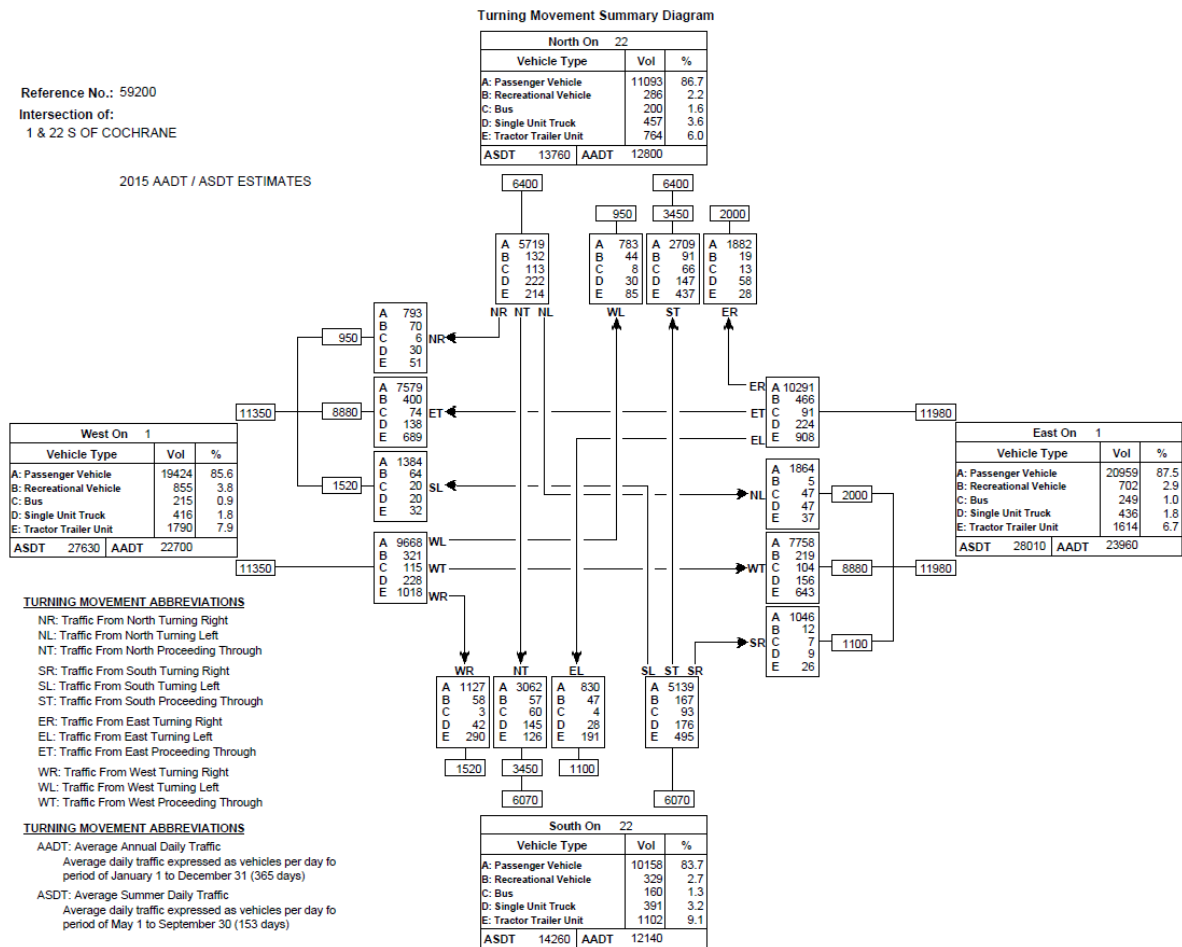 Turning Movement Summary Diagram
North On 22
Vehicle Type Vol %
A: Passenger Vehicle 11093 86.7
B: Recreational Vehicle 286 2.2
C: Bus 200 1.6
D: Single Unit Truck 457 3.6
E: Tractor Trailer Unit 764 6.0
ASDT 13760 AADT 12800
Reference No.: 59200
Intersection of:
1 & 22 S OF COCHRANE
2015 AADT / ASDT ESTIMATES
6400 6400
950 3450 2000
A 5719
B 132
C 113
D 222
E 214
NR NT NL
A 783
B 44
C 8
D 30
E 85
WL
A 2709
B 91
C 66
D 147
E 437
ST
A 1882
B 19
C 13
D 58
E 28
ER
950
A 793
B 70
C 6
D 30
E 51
NR
11350 8880
A 7579
B 400
C 74
D 138
E 689
ET
1520
A 1384
B 64
C 20
D 20
E 32
SL
11350
A 9668
B 321
C 115
D 228
E 1018
WL
WT
WR
West On 1
Vehicle Type Vol %
A: Passenger Vehicle 19424 85.6
B: Recreational Vehicle 855 3.8
C: Bus 215 0.9
D: Single Unit Truck 416 1.8
E: Tractor Trailer Unit 1790 7.9
ASDT 27630 AADT 22700
ER
ET
EL
A 10291
B 466
C 91
D 224
E 908
11980
NL
A 1864
B 5
C 47
D 47
E 37
2000
WT
A 7758
B 219
C 104
D 156
E 643
8880 11980
SR
A 1046
B 12
C 7
D 9
E 26
1100
East On 1
Vehicle Type Vol %
A: Passenger Vehicle 20959 87.5
B: Recreational Vehicle 702 2.9
C: Bus 249 1.0
D: Single Unit Truck 436 1.8
E: Tractor Trailer Unit 1614 6.7
ASDT 28010 AADT 23960
TURNING MOVEMENT ABBREVIATIONS
NR: Traffic From North Turning Right
NL: Traffic From North Turning Left
NT: Traffic From North Proceeding Through
SR: Traffic From South Turning Right
SL: Traffic From South Turning Left
ST: Traffic From South Proceeding Through
ER: Traffic From East Turning Right
EL: Traffic From East Turning Left
ET: Traffic From East Proceeding Through
WR: Traffic From West Turning Right
WL: Traffic From West Turning Left
WT: Traffic From West Proceeding Through
TURNING MOVEMENT ABBREVIATIONS
AADT: Average Annual Daily Traffic
Average daily traffic expressed as vehicles per day fo
period of January 1 to December 31 (365 days)
ASDT: Average Summer Daily Traffic
Average daily traffic expressed as vehicles per day fo
period of May 1 to September 30 (153 days)
WR
A 1127
B 58
C 3
D 42
E 290
1520
NT
A 3062
B 57
C 60
D 145
E 126
3450
6070
EL
A 830
B 47
C 4
D 28
E 191
1100
SL ST SR
A 5139
B 167
C 93
D 176
E 495
6070
South On 22
Vehicle Type Vol %
A: Passenger Vehicle 10158 83.7
B: Recreational Vehicle 329 2.7
C: Bus 160 1.3
D: Single Unit Truck 391 3.2
E: Tractor Trailer Unit 1102 9.1
ASDT 14260 AADT 12140